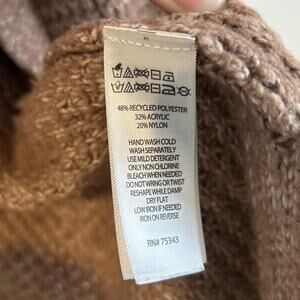 48% RECYCLED POLYESTER
32% ACRYLIC
20% NYLON
HAND WASH COLD
WASH SEPARATELY
USE MILD DETERGENT
ONLY NON CHLORINE
BLEACH WHEN NEEDED
DO NOT WRING OR TWIST
RESHAPE WHILE DAMP
DRY FLAT
LOW IRON IF NEEDED
IRON ON REVERSE
RN# 75343